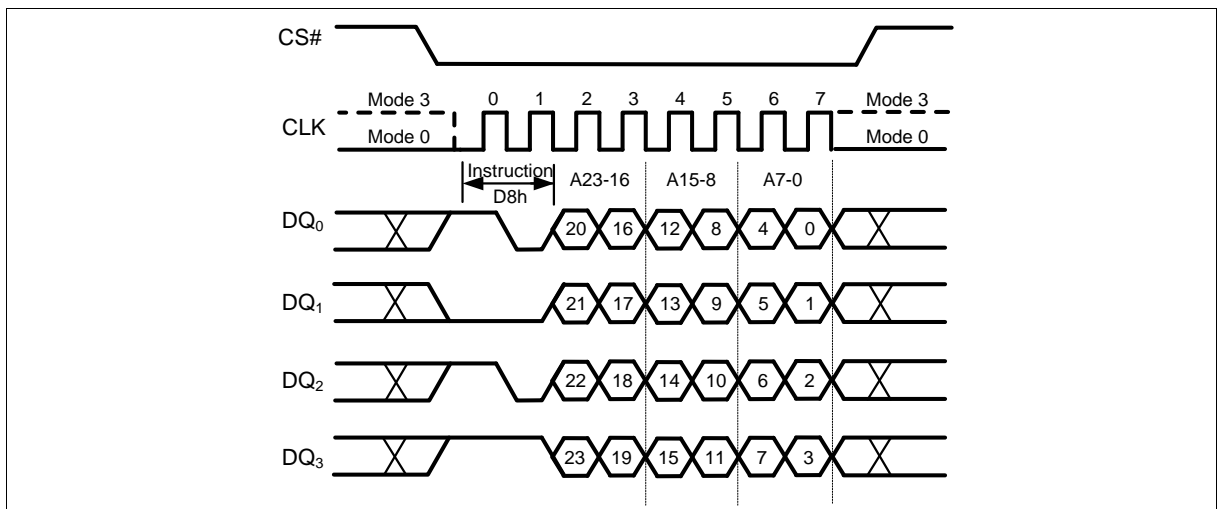 CS#
Mode 3 0 1 2 3 4 5 6 7 Mode 3
CLK
Mode 0 Mode 0
Instruction A23-16 A15-8 A7-0
D8h
DQ0 20 16 12 8 4 0
DQ1 21 17 13 9 5 1
DQ2 22 18 14 10 6 2
DQ3 23 19 15 11 7 3